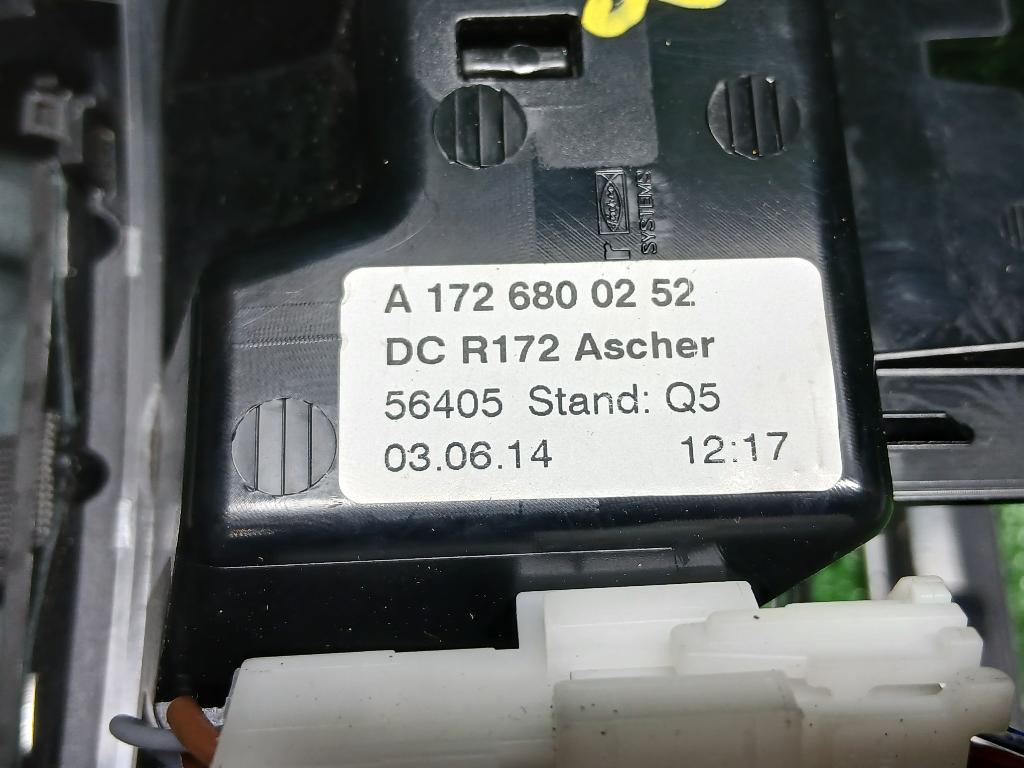 SYSTEMS
A 172 680 02 52
DC R172 Ascher
56405 Stand: Q5
03.06.14 12:17